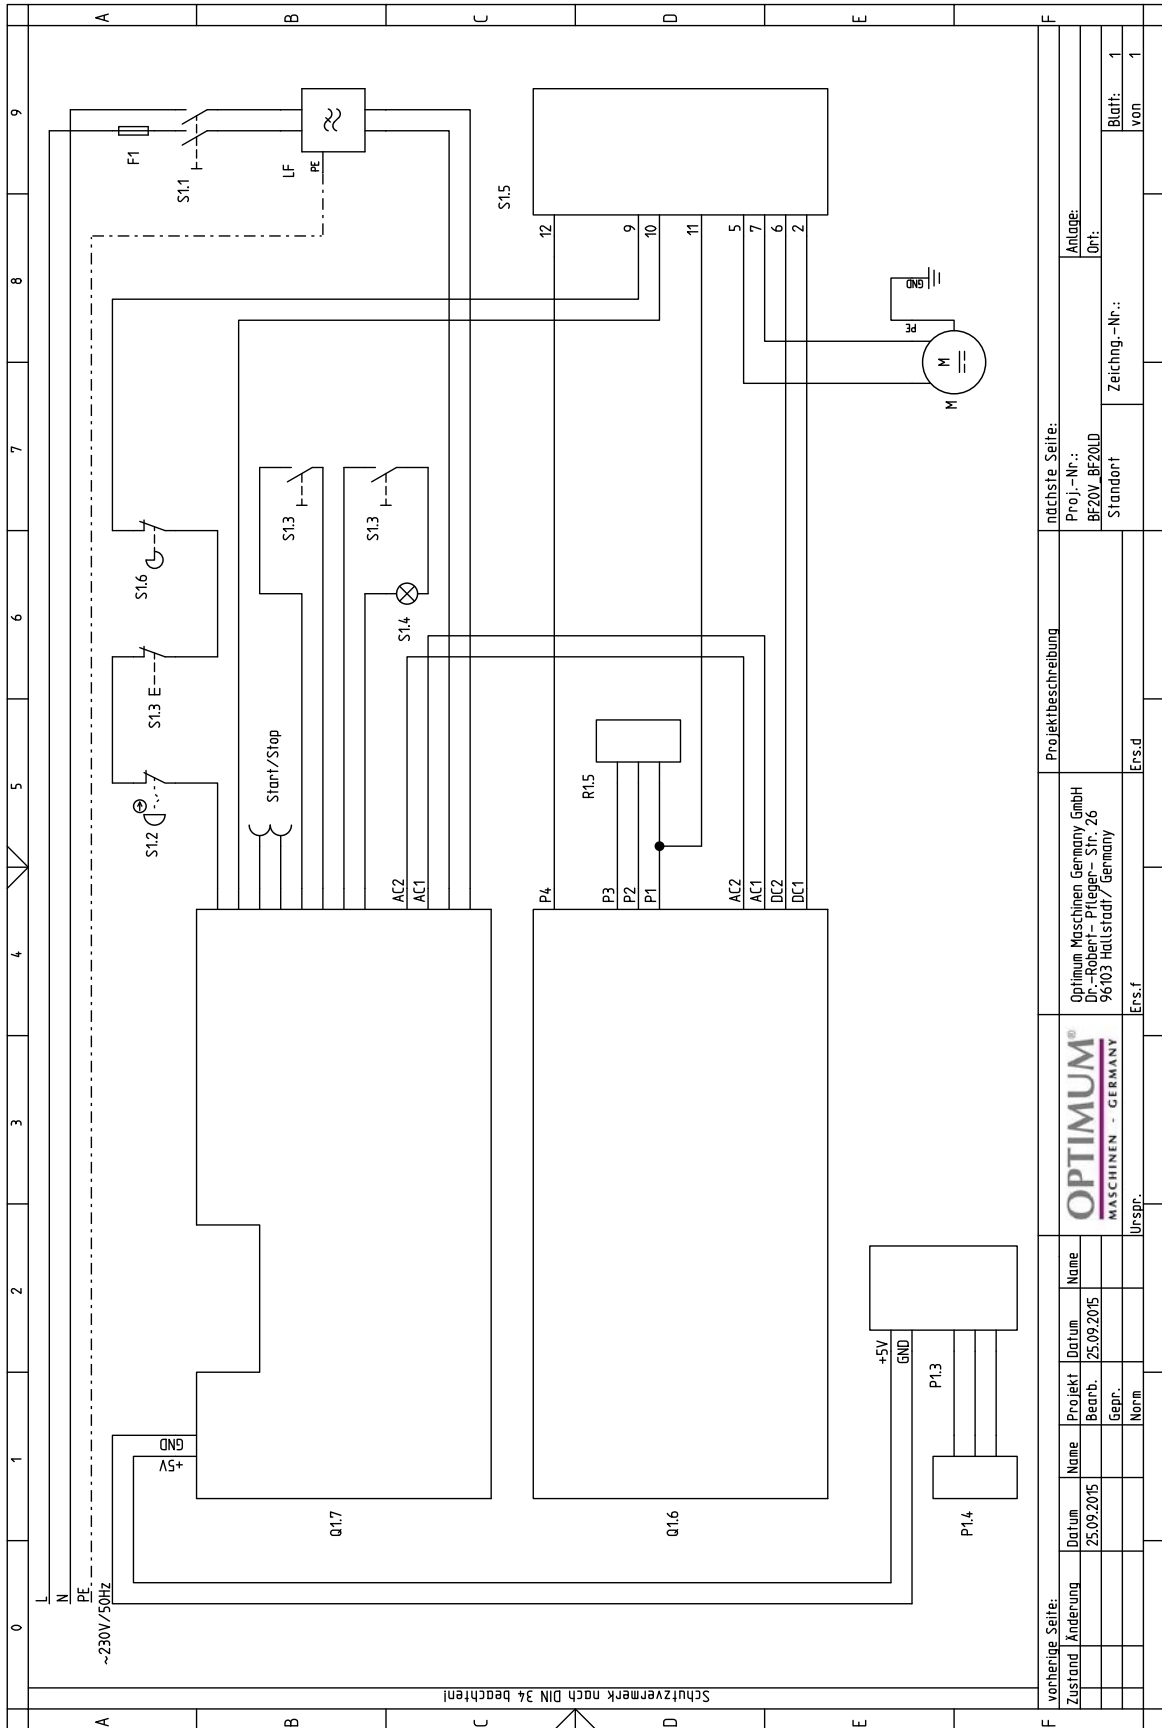 0 1 2 3 4 5 6 7 8 9
A
B
C
D
E
F
A
B
C
D
E
F
L
N
PE
~230V/50Hz
+5V
GND
Q1.7
S1.2
S1.3
S1.6
F1
S1.1
LF
PE
Start/Stop
S1.3
S1.3
S1.4
AC2
AC1
Q1.6
P4
P3
P2
P1
AC2
AC1
DC2
DC1
R1.5
S1.5
12
9
10
11
5
7
6
2
M
M
PE
GND
+5V
GND
P1.3
P1.4
Schutzvermerk nach DIN 34 beachten!
vorherige Seite:
nächste Seite:
Zustand Änderung Datum Name Projekt Datum Name
25.09.2015 Bearb. 25.09.2015
Gepr.
Norm
Urspr. Ers.f Ers.d
OPTIMUM®
MASCHINEN - GERMANY
Optimum Maschinen Germany GmbH
Dr.-Robert- Pfleger- Str. 26
96103 Hallstadt/ Germany
Projektbeschreibung
Proj.-Nr.:
BF20V_BF20LD
Standort
Zeichng.-Nr.:
Anlage:
Ort:
Blatt: 1
von 1